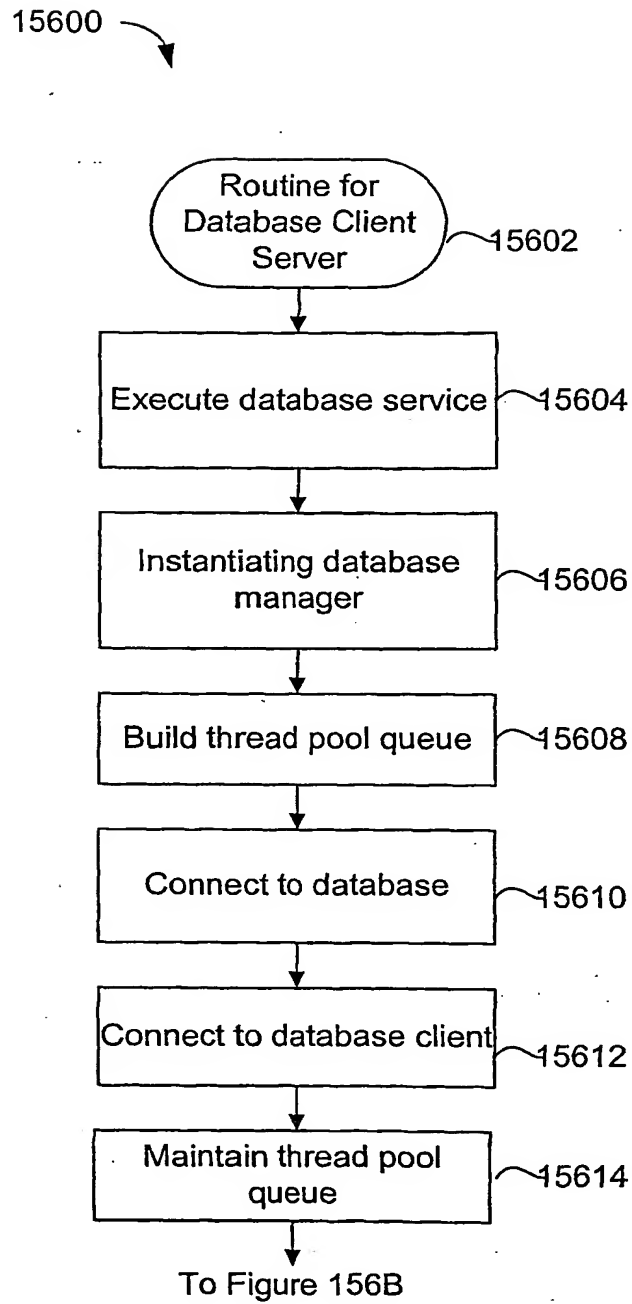 15600
Routine for
Database Client
Server
15602
Execute database service
15604
Instantiating database
manager
15606
Build thread pool queue
15608
Connect to database
15610
Connect to database client
15612
Maintain thread pool
queue
15614
To Figure 156B